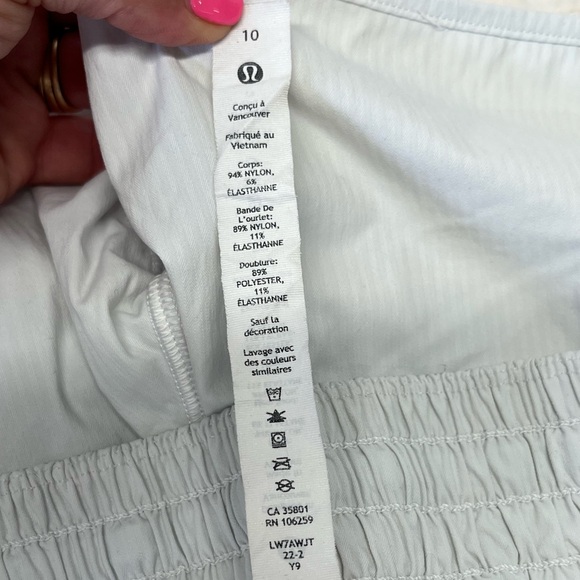 10
Conçu à
Vancouver
Fabriqué au
Vietnam
Corps:
94% NYLON,
6%
ÉLASTHANNE
Bande De
L'ourlet:
89% NYLON,
11%
ÉLASTHANNE
Doublure:
89%
POLYESTER,
11%
ÉLASTHANNE
Sauf la
décoration
Lavage avec
des couleurs
similaires
CA 35801
RN 106259
LW7AWJT
22-2
Y9